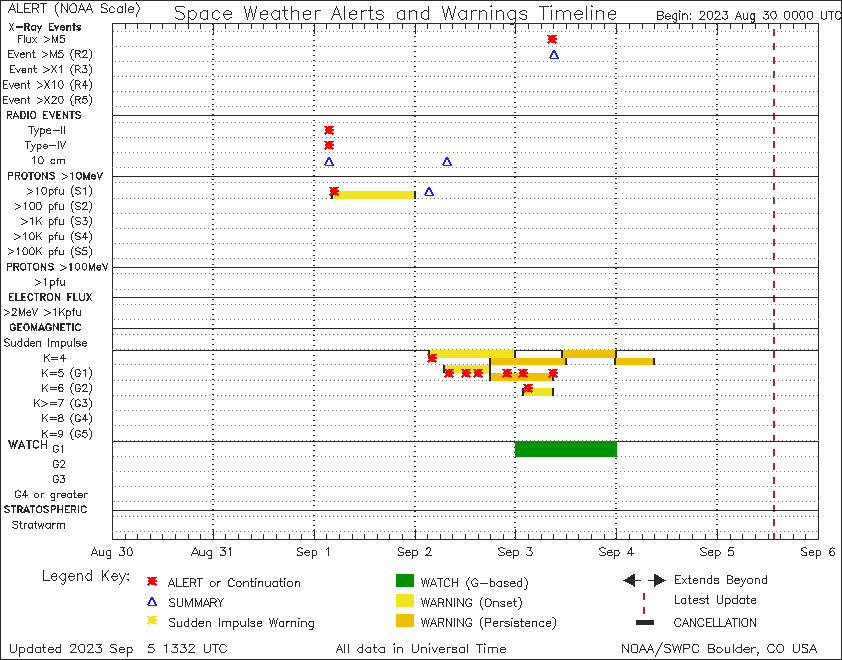 ALERT (NOAA Scale)
Space Weather Alerts and Warnings Timeline
Begin: 2023 Aug 30 0000 UTC
X-Ray Events
Flux >M5
Event >M5 (R2)
Event >X1 (R3)
Event >X10 (R4)
Event >X20 (R5)
RADIO EVENTS
Type-II
Type-IV
10 cm
PROTONS >10MeV
>10pfu (S1)
>100 pfu (S2)
>1K pfu (S3)
>10K pfu (S4)
>100K pfu (S5)
PROTONS >100MeV
>1pfu
ELECTRON FLUX
>2MeV >1Kpfu
GEOMAGNETIC
Sudden Impulse
K=4
K=5 (G1)
K=6 (G2)
K>=7 (G3)
K=8 (G4)
K=9 (G5)
WATCH G1
G2
G3
G4 or greater
STRATOSPHERIC
Stratwarm
Aug 30 Aug 31 Sep 1 Sep 2 Sep 3 Sep 4 Sep 5 Sep 6
Legend Key:
ALERT or Continuation
SUMMARY
Sudden Impulse Warning
WATCH (G-based)
WARNING (Onset)
WARNING (Persistence)
Extends Beyond
Latest Update
CANCELLATION
Updated 2023 Sep 5 1332 UTC
All data in Universal Time
NOAA/SWPC Boulder, CO USA